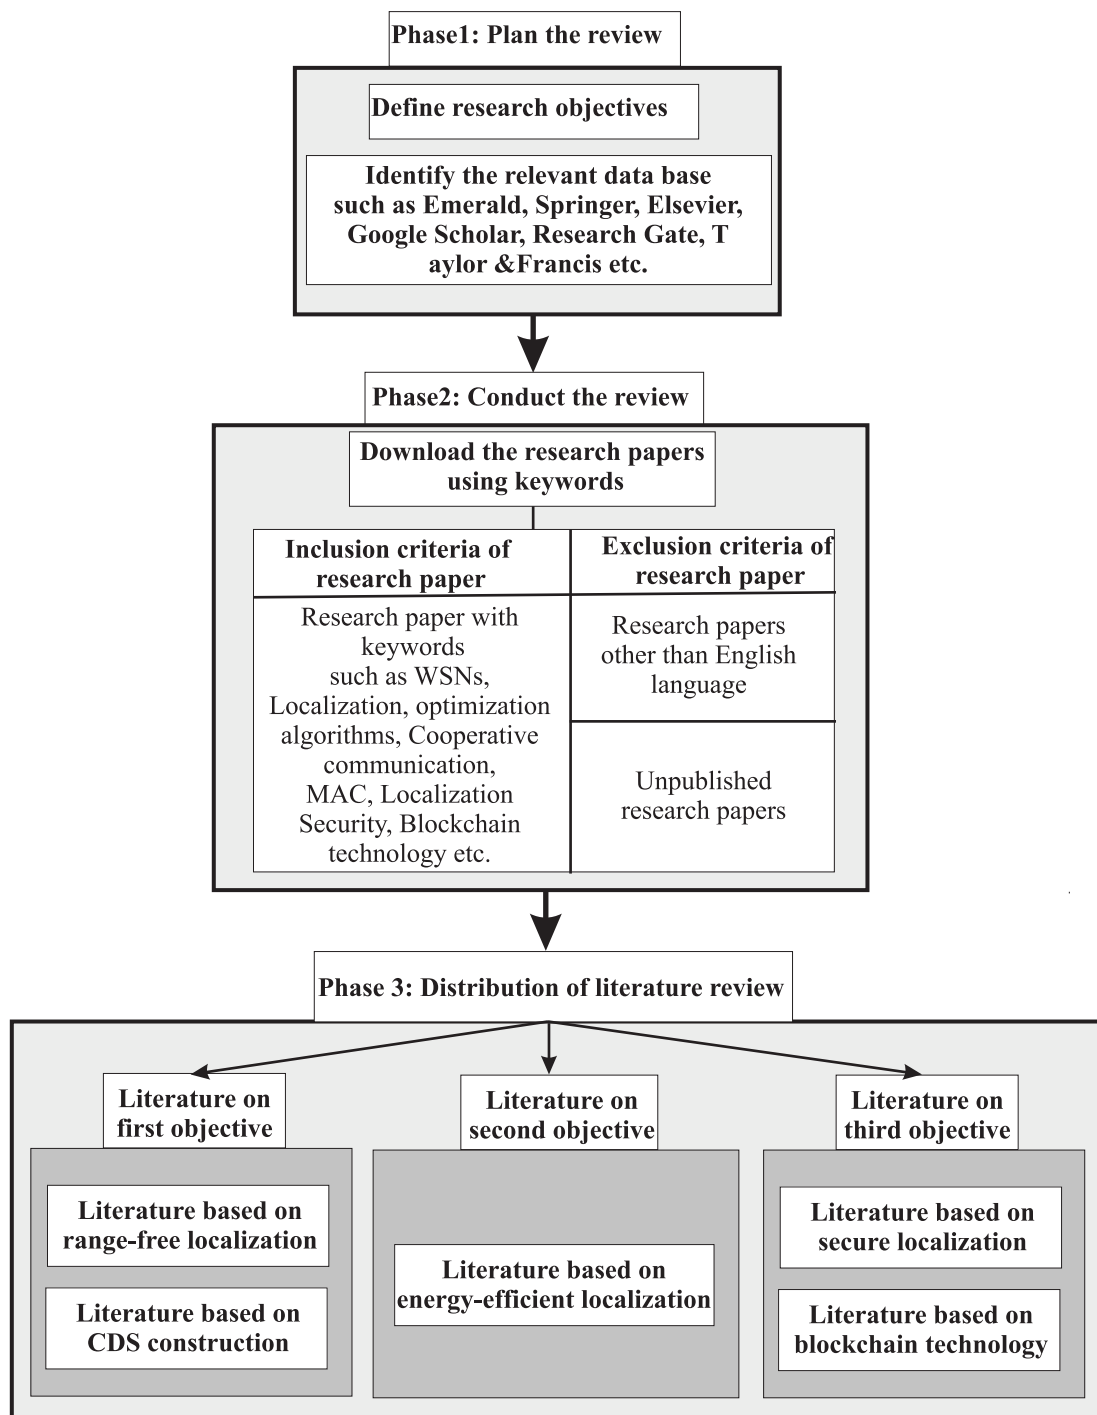 Phase1: Plan the review
Define research objectives
Identify the relevant data base
such as Emerald, Springer, Elsevier,
Google Scholar, Research Gate, T
aylor &Francis etc.
Phase2: Conduct the review
Download the research papers
using keywords
Inclusion criteria of
research paper
Research paper with
keywords
such as WSNs,
Localization, optimization
algorithms, Cooperative
communication,
MAC, Localization
Security, Blockchain
technology etc.
Exclusion criteria of
research paper
Research papers
other than English
language
Unpublished
research papers
Phase 3: Distribution of literature review
Literature on
first objective
Literature based on
range-free localization
Literature based on
CDS construction
Literature on
second objective
Literature based on
energy-efficient localization
Literature on
third objective
Literature based on
secure localization
Literature based on
blockchain technology